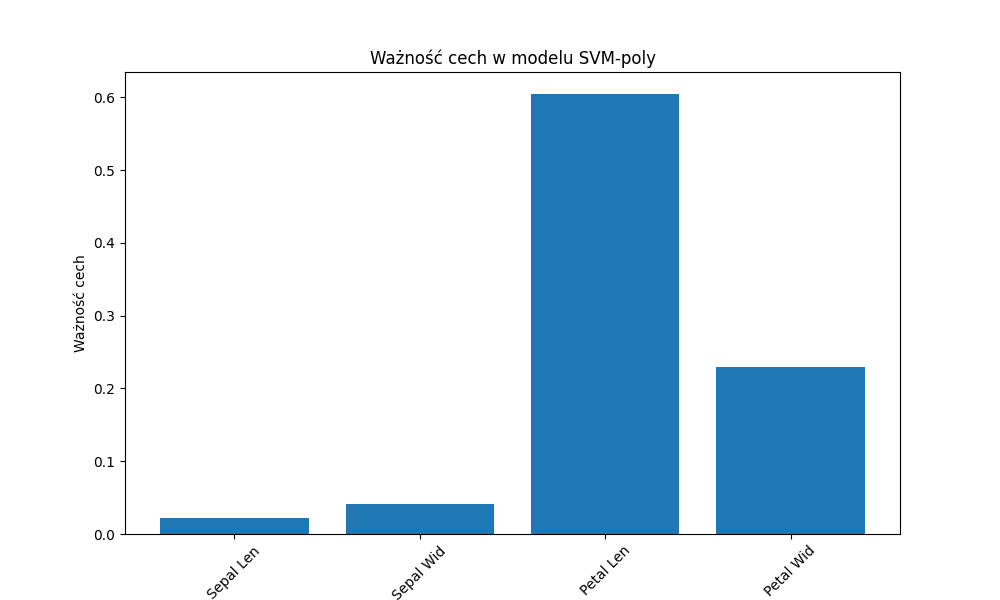 Ważność cech w modelu SVM-poly
Ważność cech
0.6
0.5
0.4
0.3
0.2
0.1
0.0
Sepal Len
Sepal Wid
Petal Len
Petal Wid